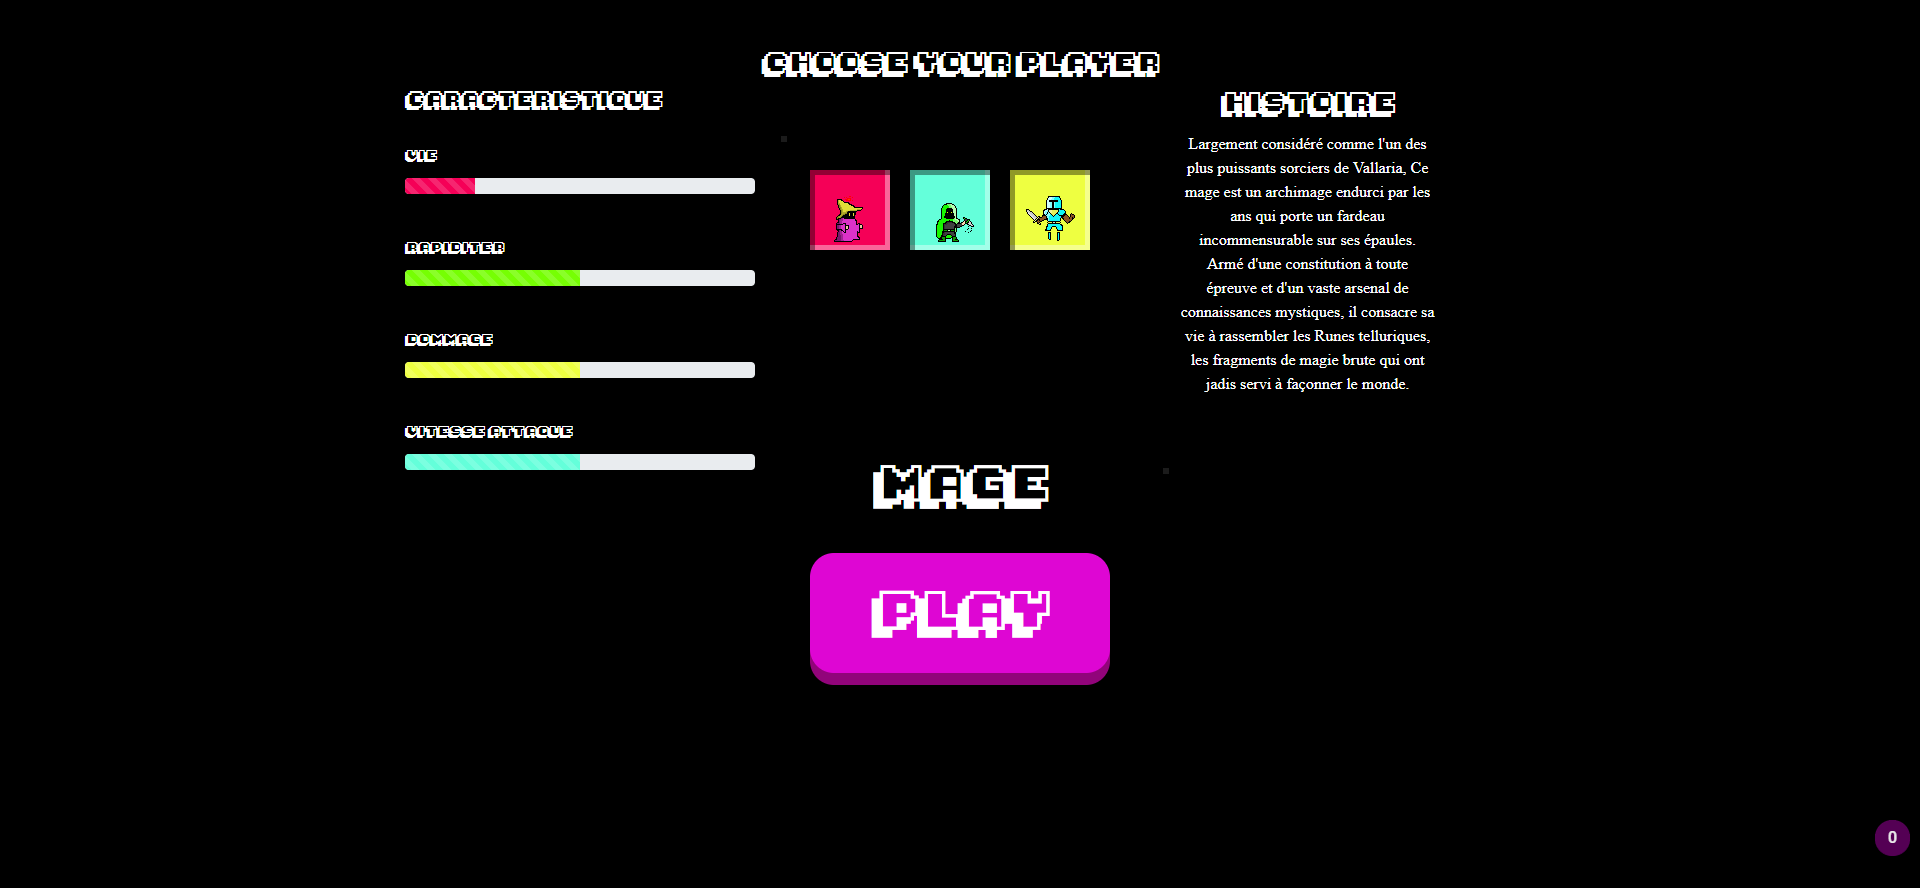 CHOOSE YOUR PLAYER
CARACTERISTIQUE
VIE
RAPIDITER
DOMMAGE
VITESSE ATTAQUE
MAGE
PLAY
HISTOIRE
Largement considéré comme l'un des
plus puissants sorciers de Vallaria, Ce
mage est un archimage endurci par les
ans qui porte un fardeau
incommensurable sur ses épaules.
Armé d'une constitution à toute
épreuve et d'un vaste arsenal de
connaissances mystiques, il consacre sa
vie à rassembler les Runes telluriques,
les fragments de magie brute qui ont
jadis servi à façonner le monde.
0